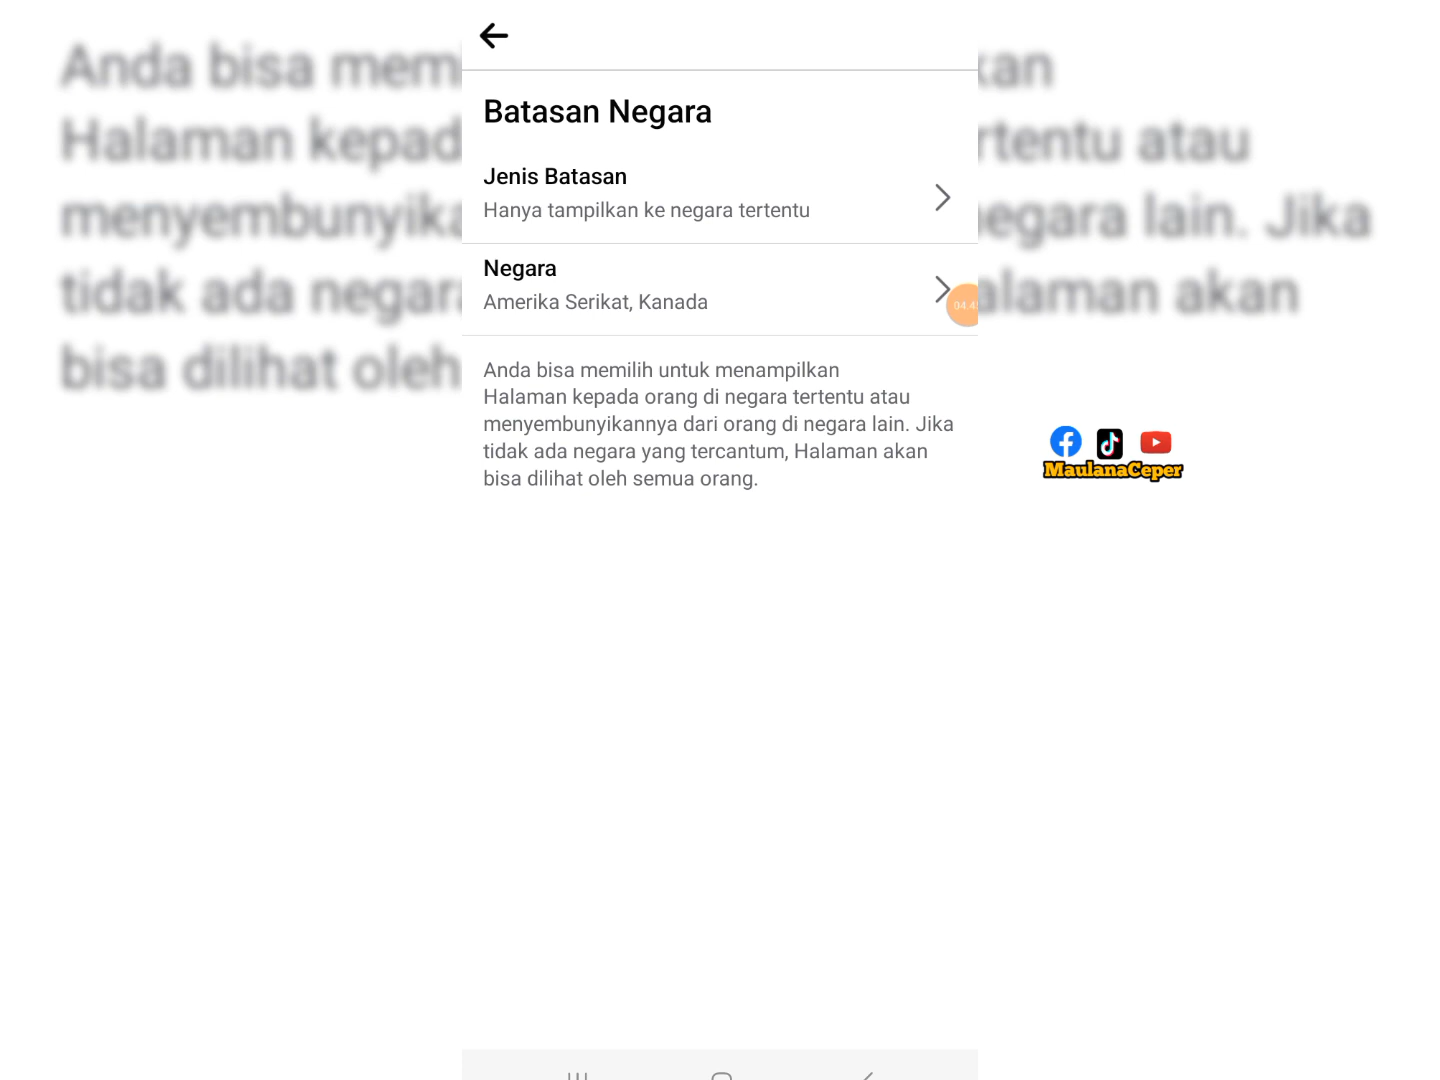 Batasan Negara
Jenis Batasan
Hanya tampilkan ke negara tertentu
Negara
Amerika Serikat, Kanada
Anda bisa memilih untuk menampilkan
Halaman kepada orang di negara tertentu atau
menyembunyikannya dari orang di negara lain. Jika
tidak ada negara yang tercantum, Halaman akan
bisa dilihat oleh semua orang.
MaulanaCeper